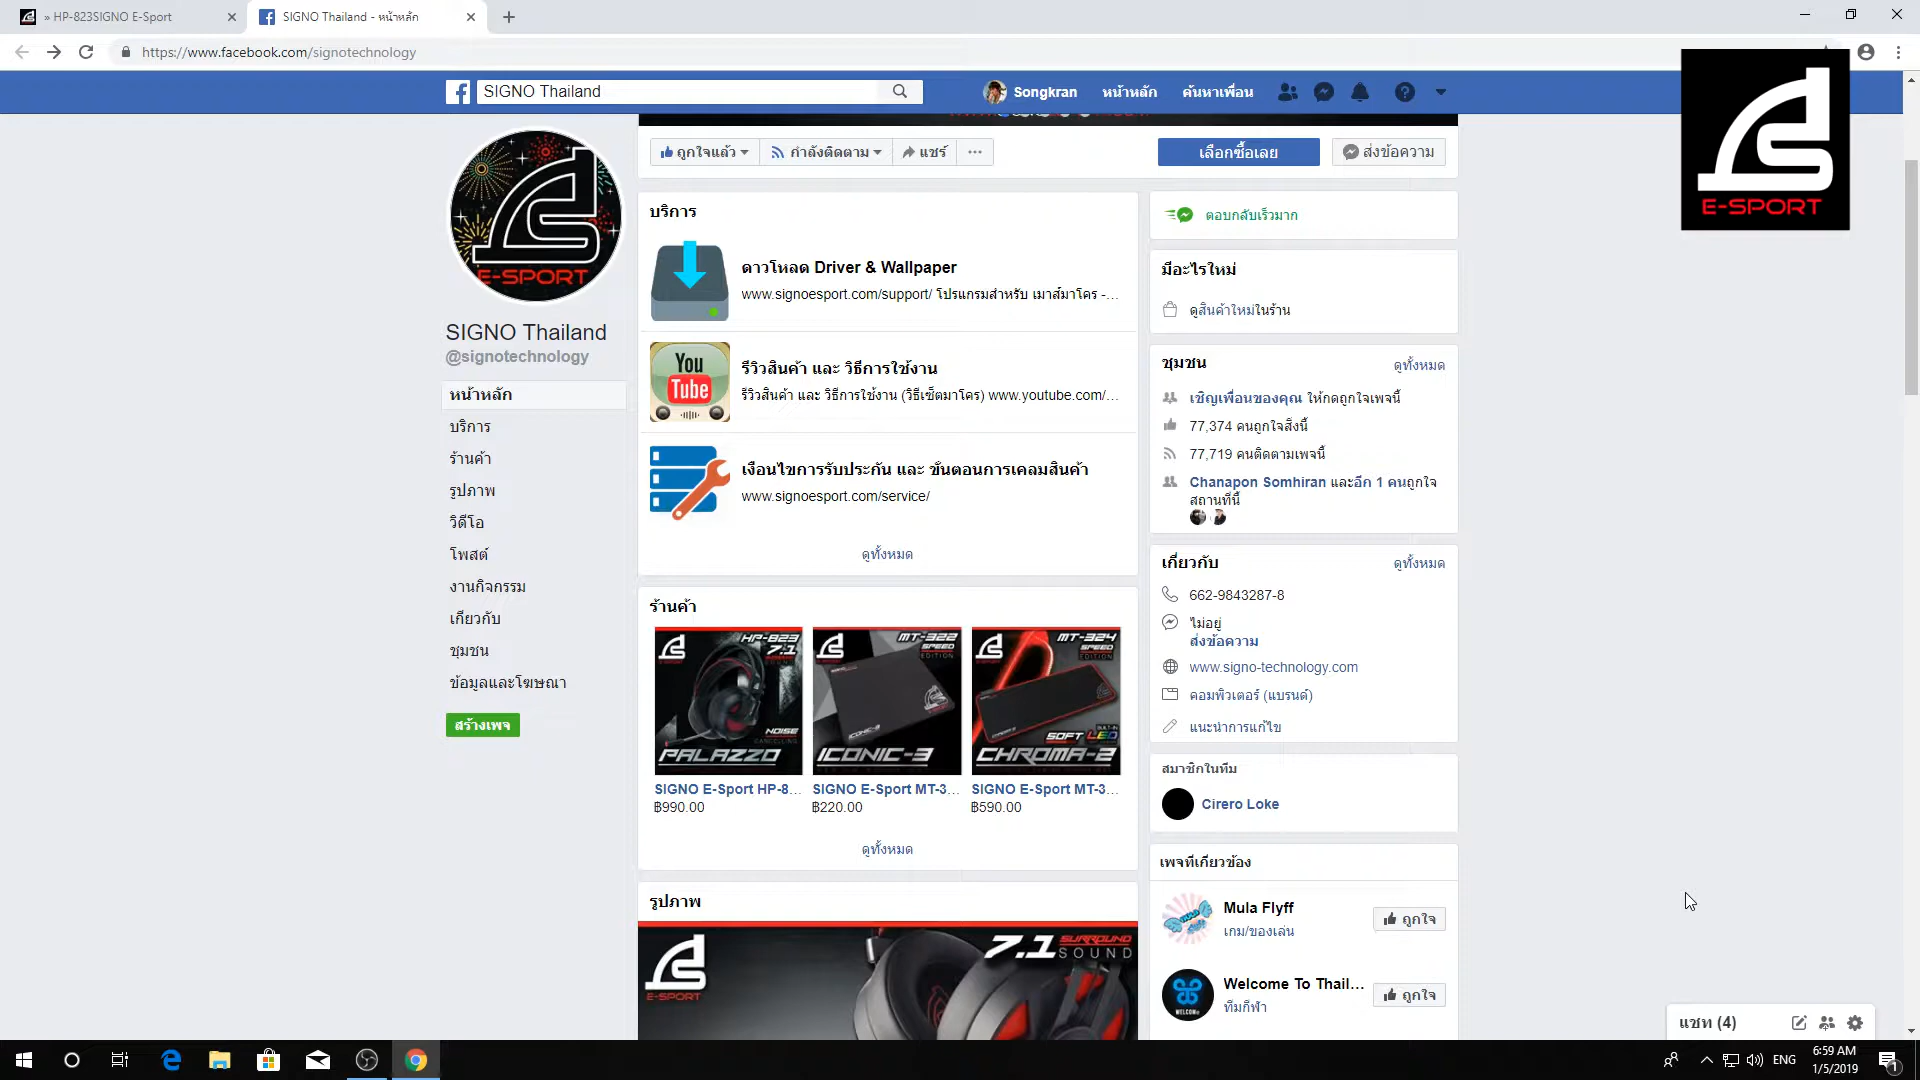 » HP-823SIGNO E-Sport
SIGNO Thailand - หน้าหลัก
https://www.facebook.com/signotechnology
SIGNO Thailand
Songkran
หน้าหลัก
ค้นหาเพื่อน
E-SPORT
ถูกใจแล้ว
กำลังติดตาม
แชร์
เลือกซื้อเลย
ส่งข้อความ
E-SPORT
SIGNO Thailand
@signotechnology
หน้าหลัก
บริการ
ร้านค้า
รูปภาพ
วิดีโอ
โพสต์
งานกิจกรรม
เกี่ยวกับ
ชุมชน
ข้อมูลและโฆษณา
สร้างเพจ
บริการ
ดาวโหลด Driver & Wallpaper
www.signoesport.com/support/ โปรแกรมสำหรับ เมาส์มาโคร -...
You
Tube
รีวิวสินค้า และ วิธีการใช้งาน
รีวิวสินค้า และ วิธีการใช้งาน (วิธีเซ็ตมาโคร) www.youtube.com/...
เงื่อนไขการรับประกัน และ ขั้นตอนการเคลมสินค้า
www.signoesport.com/service/
ดูทั้งหมด
ร้านค้า
HP-823
7.1
NOISE
CANCELLING
PALAZZO
SIGNO E-Sport HP-8...
฿990.00
MT-322
SPEED
EDITION
ICONIC-3
SIGNO E-Sport MT-3...
฿220.00
MT-324
SPEED
EDITION
BUILT-IN
SOFT LED
CHROMA-2
SIGNO E-Sport MT-3...
฿590.00
ดูทั้งหมด
รูปภาพ
E-SPORT
7.1 SURROUND
SOUND
ตอบกลับเร็วมาก
มีอะไรใหม่
ดูสินค้าใหม่ในร้าน
ชุมชน
ดูทั้งหมด
เชิญเพื่อนของคุณ ให้กดถูกใจเพจนี้
77,374 คนถูกใจสิ่งนี้
77,719 คนติดตามเพจนี้
Chanapon Somhiran และอีก 1 คนถูกใจ
สถานที่นี้
เกี่ยวกับ
ดูทั้งหมด
662-9843287-8
ไม่อยู่
ส่งข้อความ
www.signo-technology.com
คอมพิวเตอร์ (แบรนด์)
แนะนำการแก้ไข
สมาชิกในทีม
Cirero Loke
เพจที่เกี่ยวข้อง
Mula Flyff
เกม/ของเล่น
ถูกใจ
WELCOME
Welcome To Thail...
ทีมกีฬา
ถูกใจ
แชท (4)
ENG
6:59 AM
1/5/2019
1